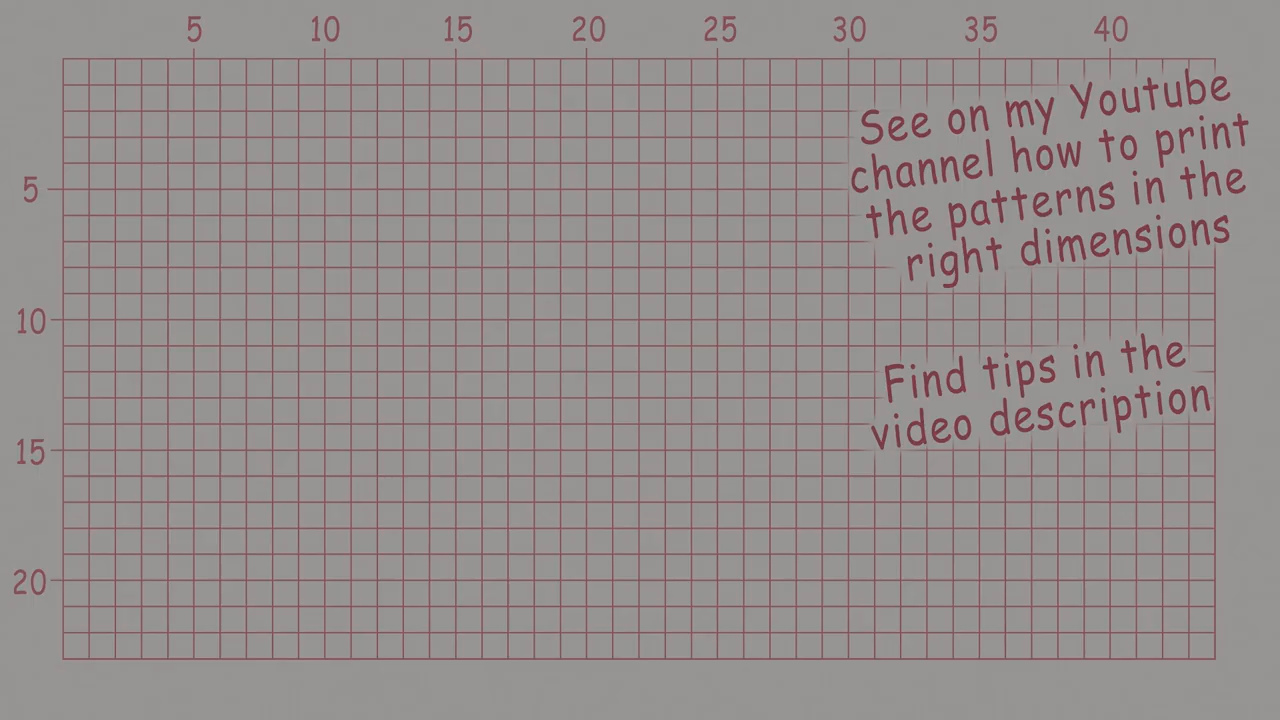 5 10 15 20 25 30 35 40
5
10
15
20
See on my Youtube
channel how to print
the patterns in the
right dimensions
Find tips in the
video description